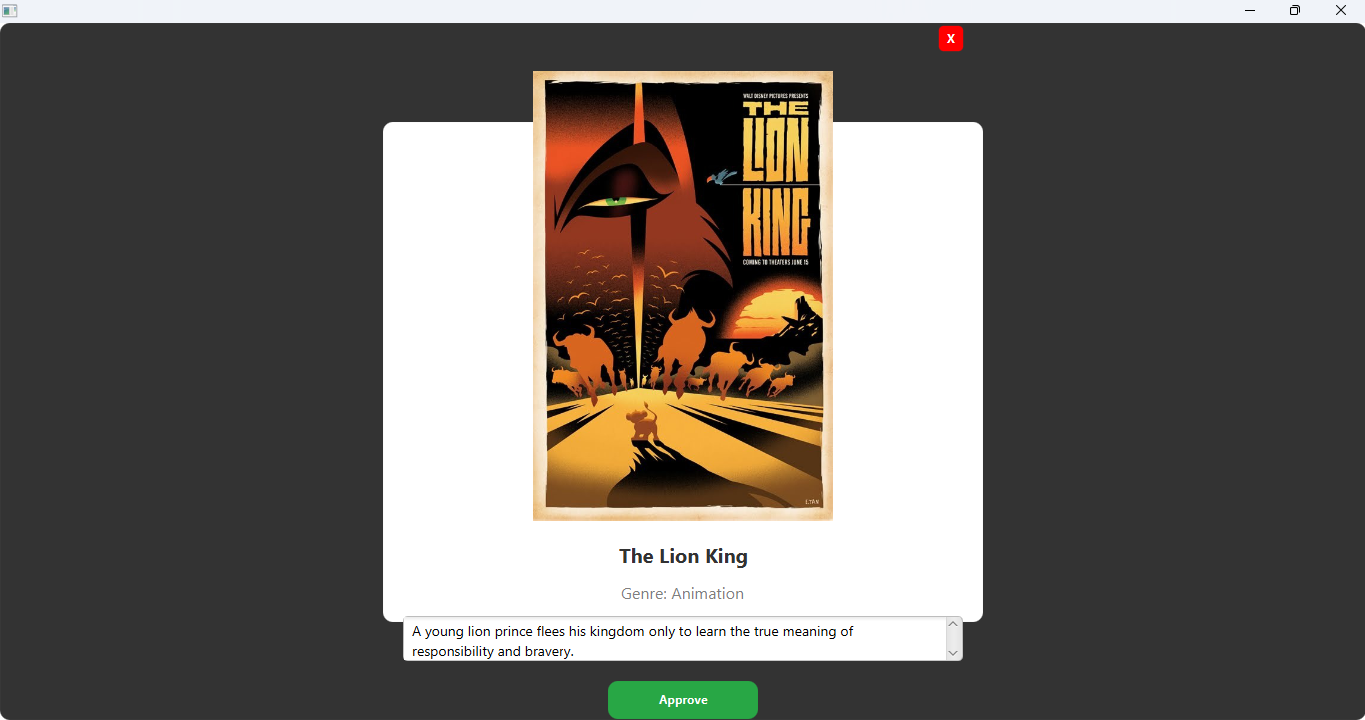 X
WALT DISNEY PICTURES PRESENTS
THE
LION
KING
COMING TO THEATERS JUNE 15
L.TAN
The Lion King
Genre: Animation
A young lion prince flees his kingdom only to learn the true meaning of
responsibility and bravery.
Approve